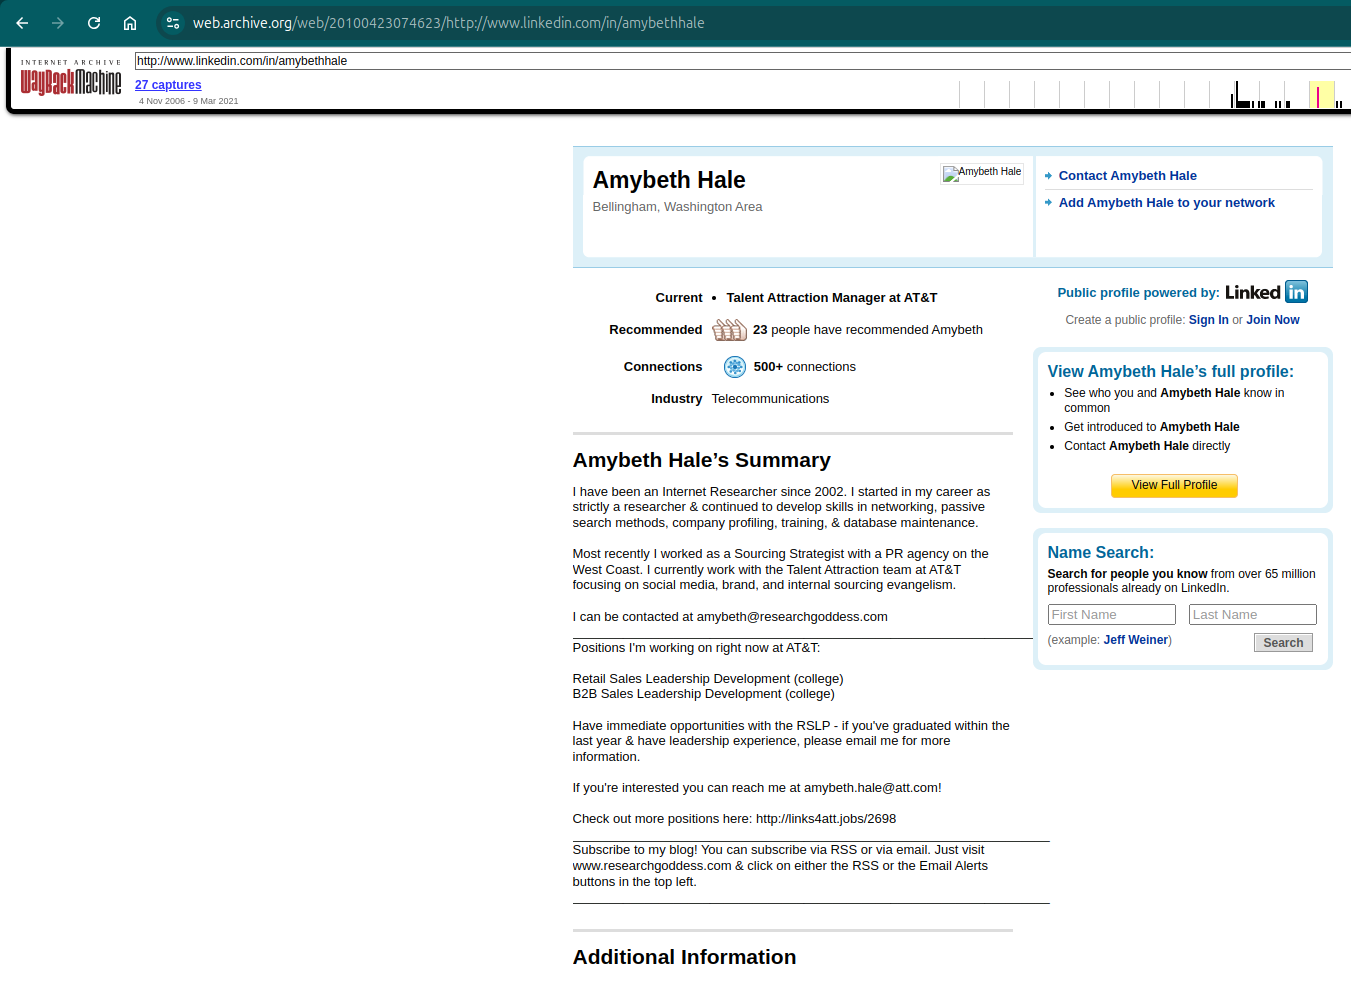 web.archive.org/web/20100423074623/http://www.linkedin.com/in/amybethhale
INTERNET ARCHIVE
WayBackMachine
http://www.linkedin.com/in/amybethhale
27 captures
4 Nov 2006 - 9 Mar 2021
Amybeth Hale
Bellingham, Washington Area
Amybeth Hale
Contact Amybeth Hale
Add Amybeth Hale to your network
Current
• Talent Attraction Manager at AT&T
Recommended
23 people have recommended Amybeth
Connections
500+ connections
Industry
Telecommunications
Public profile powered by: Linked in
Create a public profile: Sign In or Join Now
View Amybeth Hale’s full profile:
• See who you and Amybeth Hale know in
common
• Get introduced to Amybeth Hale
• Contact Amybeth Hale directly
View Full Profile
Name Search:
Search for people you know from over 65 million
professionals already on LinkedIn.
First Name
Last Name
(example: Jeff Weiner)
Search
Amybeth Hale’s Summary
I have been an Internet Researcher since 2002. I started in my career as
strictly a researcher & continued to develop skills in networking, passive
search methods, company profiling, training, & database maintenance.
Most recently I worked as a Sourcing Strategist with a PR agency on the
West Coast. I currently work with the Talent Attraction team at AT&T
focusing on social media, brand, and internal sourcing evangelism.
I can be contacted at amybeth@researchgoddess.com
Positions I'm working on right now at AT&T:
Retail Sales Leadership Development (college)
B2B Sales Leadership Development (college)
Have immediate opportunities with the RSLP - if you've graduated within the
last year & have leadership experience, please email me for more
information.
If you're interested you can reach me at amybeth.hale@att.com!
Check out more positions here: http://links4att.jobs/2698
Subscribe to my blog! You can subscribe via RSS or via email. Just visit
www.researchgoddess.com & click on either the RSS or the Email Alerts
buttons in the top left.
Additional Information